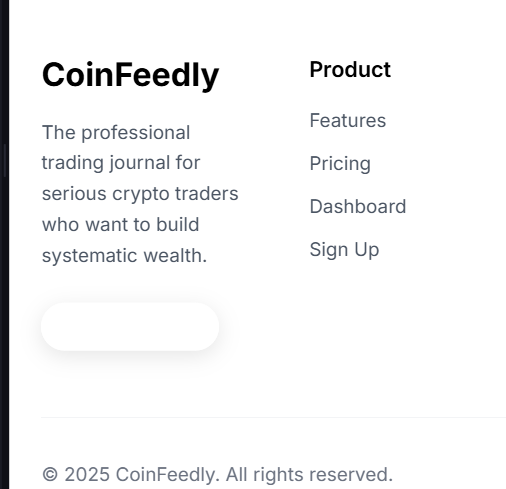 CoinFeedly
The professional
trading journal for
serious crypto traders
who want to build
systematic wealth.
Product
Features
Pricing
Dashboard
Sign Up
© 2025 CoinFeedly. All rights reserved.